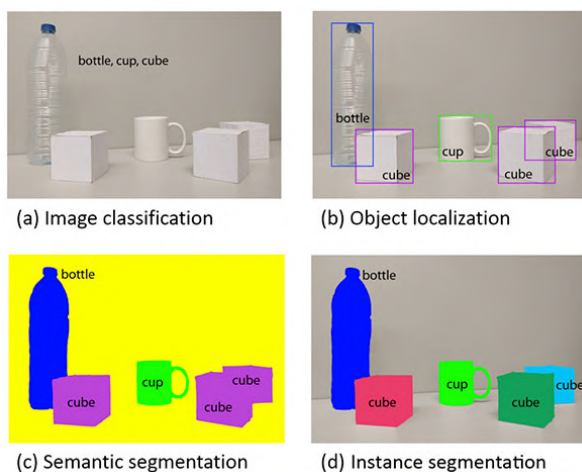 bottle, cup, cube
bottle
cup
cube
cube
cube
(a) Image classification
(b) Object localization
bottle
cup
cube
cube
cube
bottle
cup
cube
cube
cube
(c) Semantic segmentation
(d) Instance segmentation